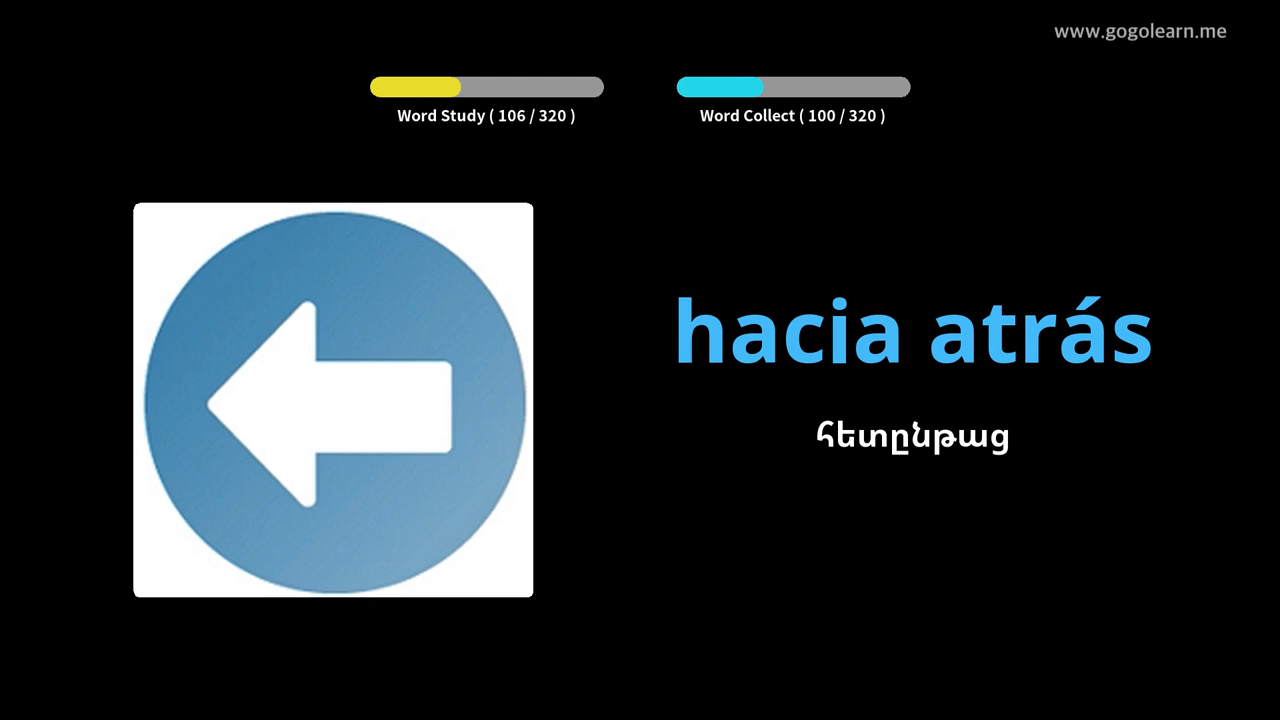 www.gogolearn.me
Word Study ( 106 / 320 )
Word Collect ( 100 / 320 )
hacia atrás
հետընթաց